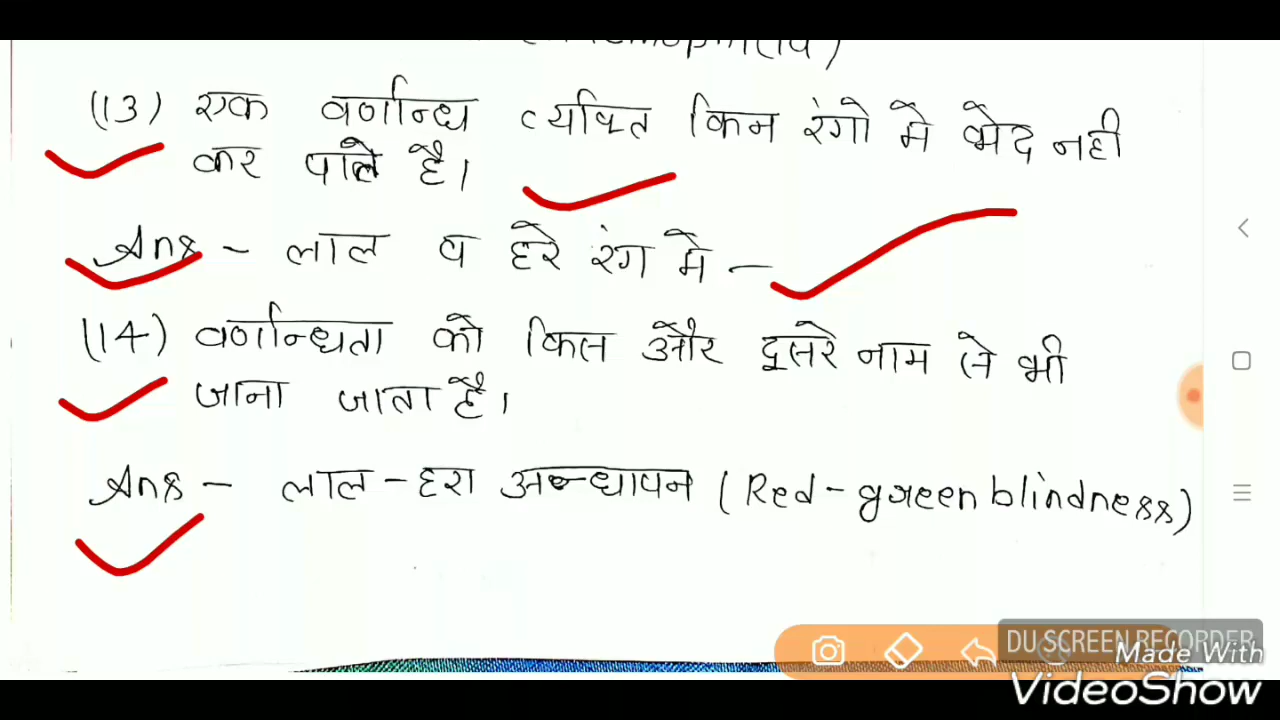 (13) एक वर्णान्ध व्यक्ति किन रंगो मे भेद नही
कर पाते है।
Ans - लाल व हरे रंग मे -
(14) वर्णान्धता को किस और दूसरे नाम से भी
जाना जाता है।
Ans - लाल - हरा अन्धापन (Red-green blindness)
DU SCREEN RECORDER
Made With
VideoShow